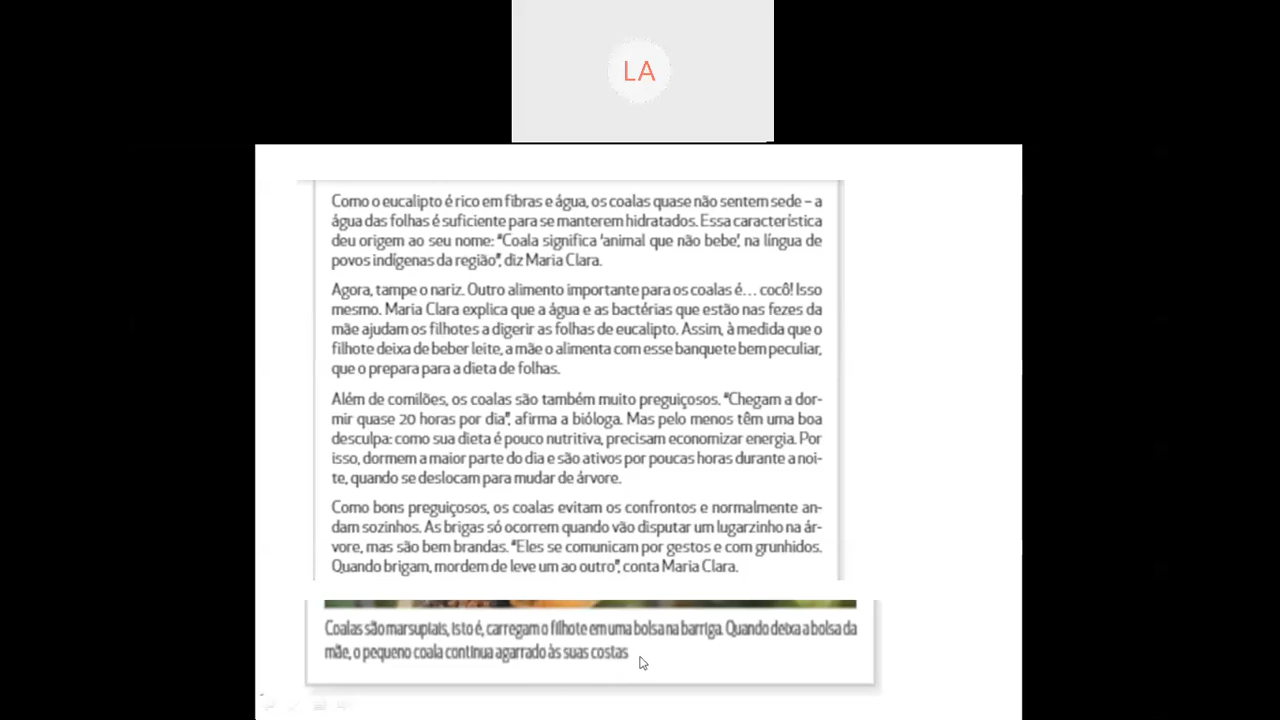 LA
Como o eucalipto é rico em fibras e água, os coalas quase não sentem sede – a
água das folhas é suficiente para se manterem hidratados. Essa característica
deu origem ao seu nome: "Coala significa 'animal que não bebe', na língua de
povos indígenas da região", diz Maria Clara.
Agora, tampe o nariz. Outro alimento importante para os coalas é... cocô! Isso
mesmo. Maria Clara explica que a água e as bactérias que estão nas fezes da
mãe ajudam os filhotes a digerir as folhas de eucalipto. Assim, à medida que o
filhote deixa de beber leite, a mãe o alimenta com esse banquete bem peculiar,
que o prepara para a dieta de folhas.
Além de comilões, os coalas são também muito preguiçosos. "Chegam a dor-
mir quase 20 horas por dia", afirma a bióloga. Mas pelo menos têm uma boa
desculpa: como sua dieta é pouco nutritiva, precisam economizar energia. Por
isso, dormem a maior parte do dia e são ativos por poucas horas durante a noi-
te, quando se deslocam para mudar de árvore.
Como bons preguiçosos, os coalas evitam os confrontos e normalmente an-
dam sozinhos. As brigas só ocorrem quando vão disputar um lugarzinho na ár-
vore, mas são bem brandas. "Eles se comunicam por gestos e com grunhidos.
Quando brigam, mordem de leve um ao outro", conta Maria Clara.
Coalas são marsupiais, isto é, carregam o filhote em uma bolsa na barriga. Quando deixa a bolsa da
mãe, o pequeno coala continua agarrado às suas costas